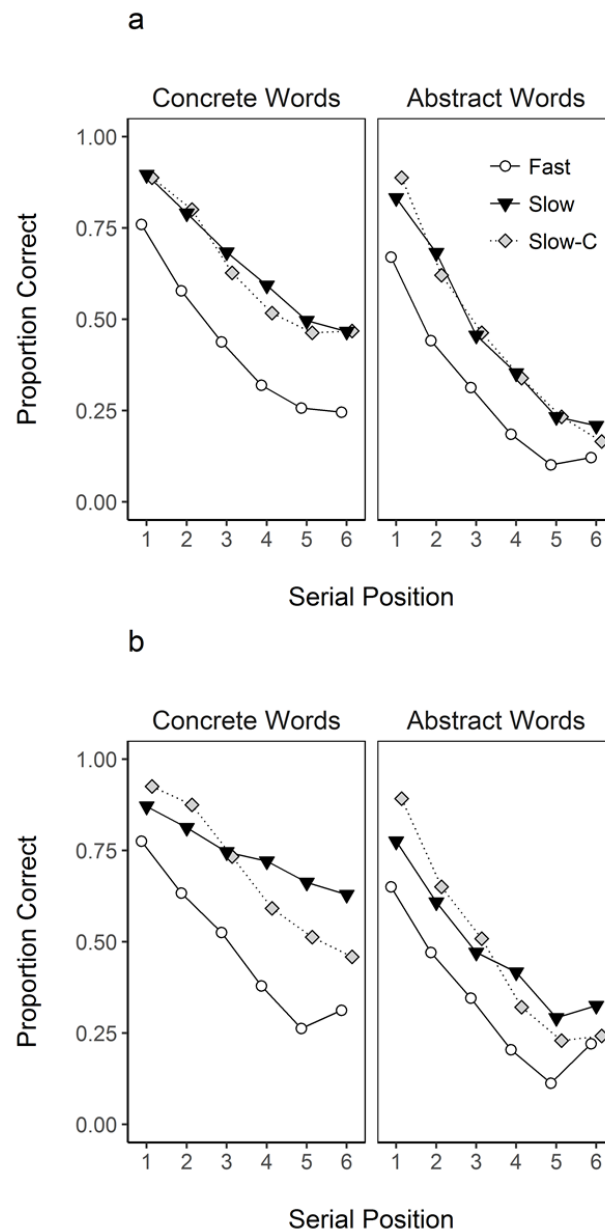 a
Concrete Words
Abstract Words
1.00
0.75
0.50
0.25
0.00
Proportion Correct
Fast
Slow
Slow-C
1 2 3 4 5 6
1 2 3 4 5 6
Serial Position
b
Concrete Words
Abstract Words
1.00
0.75
0.50
0.25
0.00
Proportion Correct
1 2 3 4 5 6
1 2 3 4 5 6
Serial Position